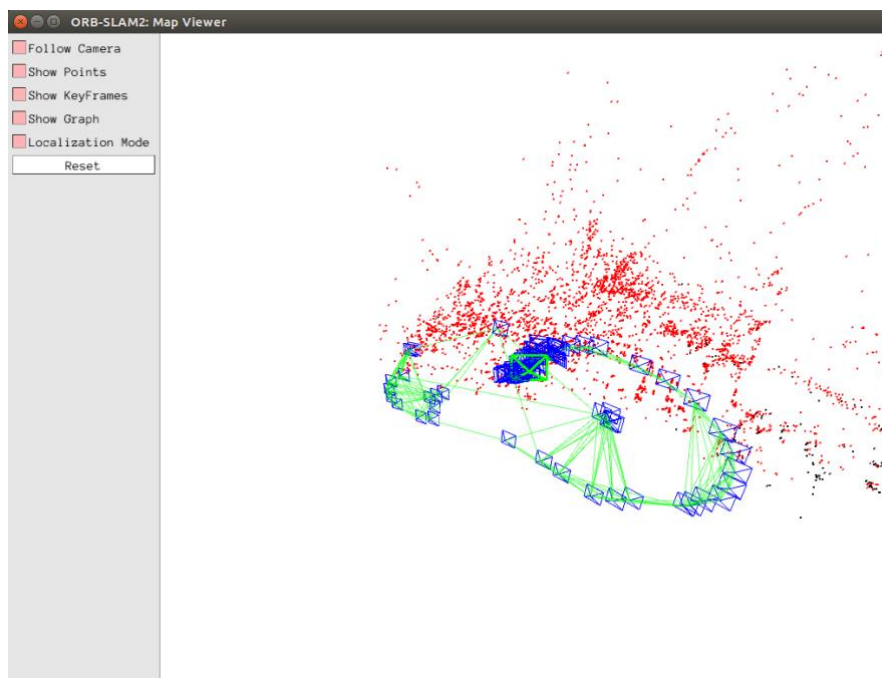 ORB-SLAM2: Map Viewer
Follow Camera
Show Points
Show KeyFrames
Show Graph
Localization Mode
Reset